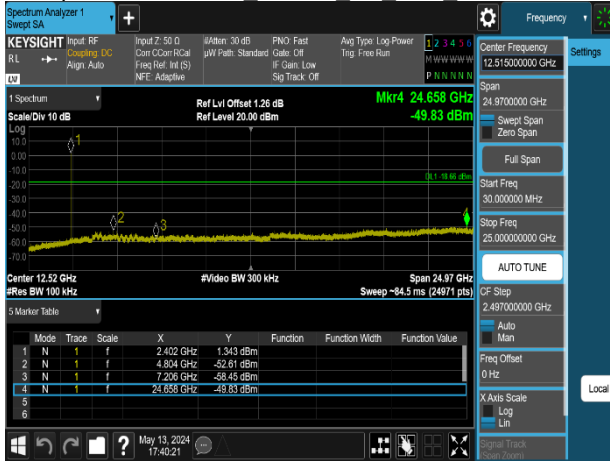 Spectrum Analyzer 1
Swept SA
+
Frequency
KEYSIGHT
RL
Input: RF
Coupling: DC
Align: Auto
Input Z: 50 Ω
Corr CCorr RCal
Freq Ref: Int (S)
NFE: Adaptive
#Atten: 30 dB
µW Path: Standard
PNO: Fast
Gate: Off
IF Gain: Low
Sig Track: Off
Avg Type: Log-Power
Trig: Free Run
1 2 3 4 5 6
M W W W W W
P N N N N N
1 Spectrum
Scale/Div 10 dB
Ref Lvl Offset 1.26 dB
Ref Level 20.00 dBm
Mkr4 24.658 GHz
-49.83 dBm
Log
10.0
0.00
-10.0
-20.0
-30.0
-40.0
-50.0
-60.0
-70.0
1
2
3
4
DL1 -18.66 dBm
Center 12.52 GHz
#Res BW 100 kHz
#Video BW 300 kHz
Span 24.97 GHz
Sweep ~84.5 ms (24971 pts)
5 Marker Table
Mode Trace Scale X Y Function Function Width Function Value
1 N 1 f 2.402 GHz 1.343 dBm
2 N 1 f 4.804 GHz -52.61 dBm
3 N 1 f 7.206 GHz -58.45 dBm
4 N 1 f 24.658 GHz -49.83 dBm
5
6
May 13, 2024
17:40:21
?
Center Frequency
12.515000000 GHz
Settings
Span
24.9700000 GHz
Swept Span
Zero Span
Full Span
Start Freq
30.000000 MHz
Stop Freq
25.000000000 GHz
AUTO TUNE
CF Step
2.497000000 GHz
Auto
Man
Freq Offset
0 Hz
Local
X Axis Scale
Log
Lin
Signal Track
(Span Zoom)